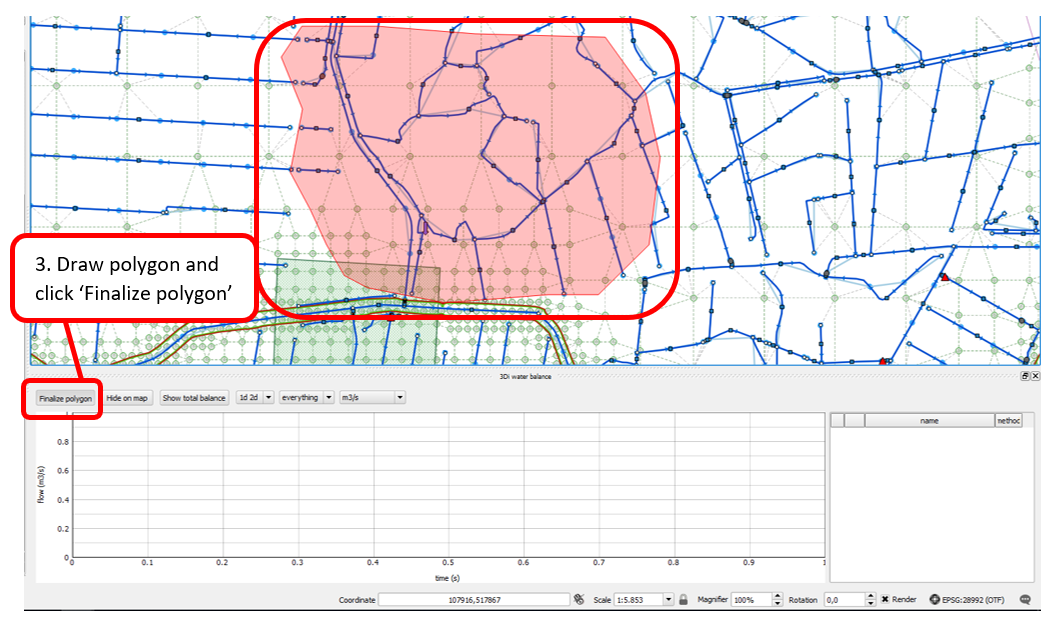 3. Draw polygon and
click ‘Finalize polygon’
3Di water balance
Finalize polygon Hide on map Show total balance 1d 2d everything m3/s
name methoc
0.8
0.6
0.4
0.2
0
flow (m3/s)
0 0.1 0.2 0.3 0.4 0.5 0.6 0.7 0.8 0.9 1
time (s)
Coordinate 107916,517867 Scale 1:5.853 Magnifier 100% Rotation 0,0 Render EPSG:28992 (OTF)